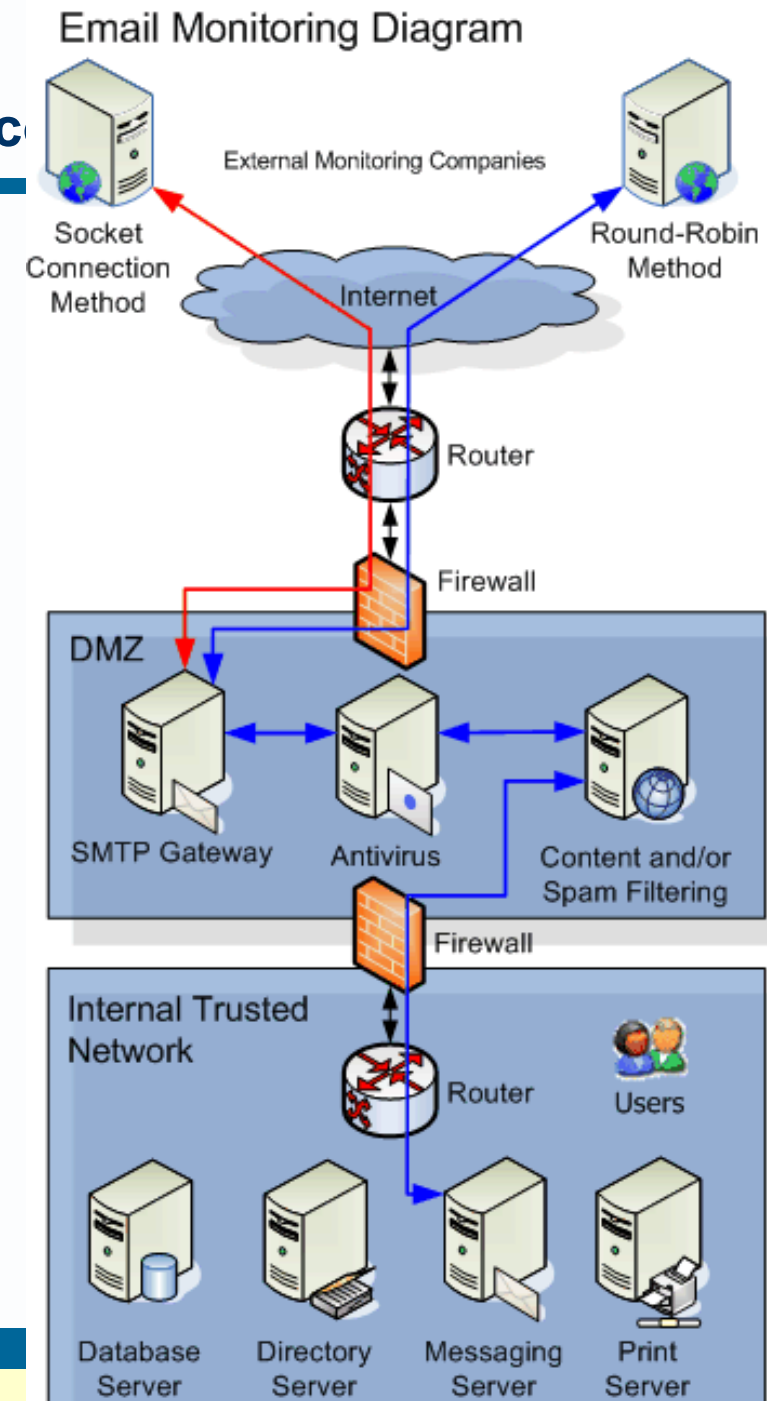 Email Monitoring Diagram
External Monitoring Companies
Socket
Connection
Method
Round-Robin
Method
Internet
Router
Firewall
DMZ
SMTP Gateway
Antivirus
Content and/or
Spam Filtering
Firewall
Internal Trusted
Network
Router
Users
Database
Server
Directory
Server
Messaging
Server
Print
Server